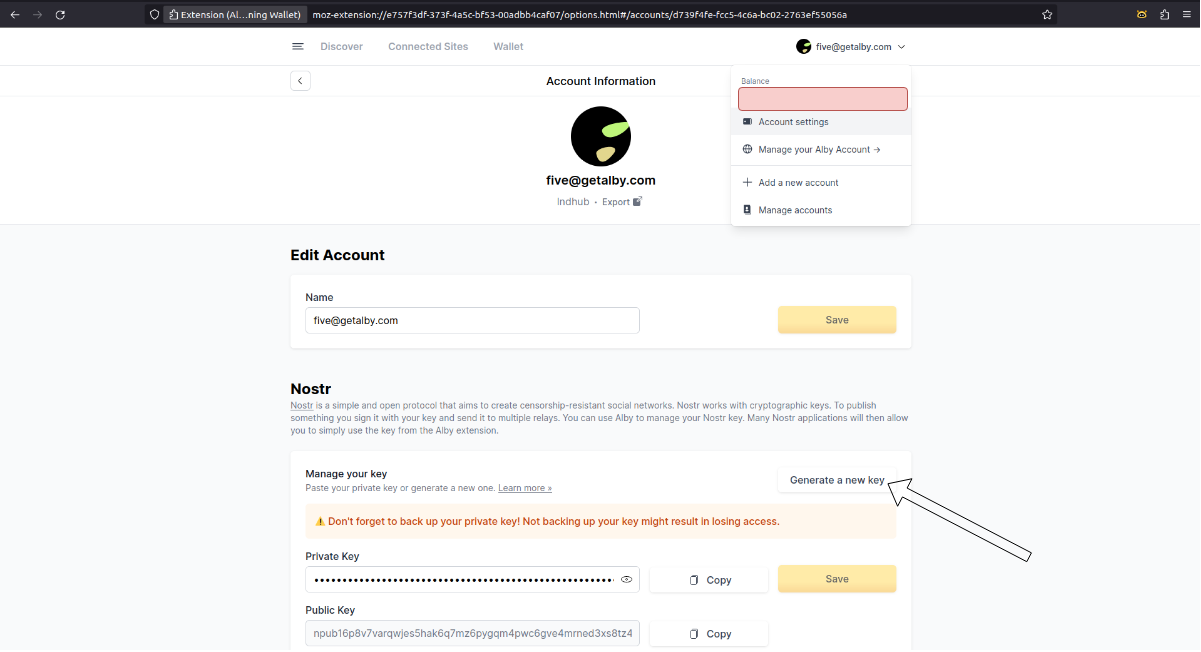 Extension (Al...ning Wallet)
moz-extension://e757f3df-373f-4a5c-bf53-00adbb4caf07/options.html#/accounts/d739f4fe-fcc5-4c6a-bc02-2763ef55056a
Discover Connected Sites Wallet five@getalby.com
Account Information
Balance
Account settings
Manage your Alby Account →
Add a new account
Manage accounts
five@getalby.com
lndhub • Export
Edit Account
Name
five@getalby.com
Save
Nostr
Nostr is a simple and open protocol that aims to create censorship-resistant social networks. Nostr works with cryptographic keys. To publish
something you sign it with your key and send it to multiple relays. You can use Alby to manage your Nostr key. Many Nostr applications will then allow
you to simply use the key from the Alby extension.
Manage your key
Paste your private key or generate a new one. Learn more »
Generate a new key
⚠️ Don't forget to back up your private key! Not backing up your key might result in losing access.
Private Key
Copy Save
Public Key
npub16p8v7varqwjes5hak6q7mz6pygqm4pwc6gve4mrned3xs8tz4
Copy